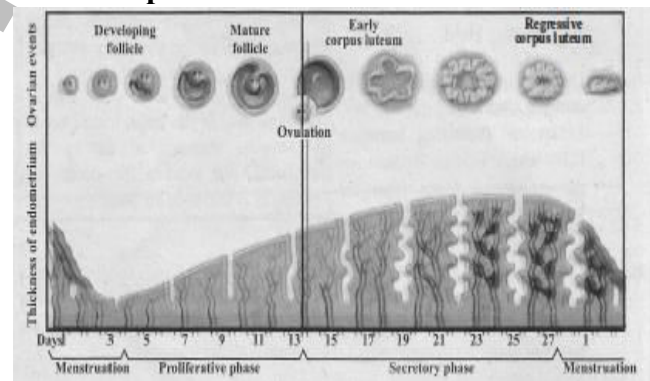 Ovarian events
Developing
follicle
Mature
follicle
Early
corpus luteum
Regressive
corpus luteum
Ovulation
Thickness of endometrium
Days 3 5 7 9 11 13 15 17 19 21 23 25 27 1
Menstruation Proliferative phase Secretory phase Menstruation